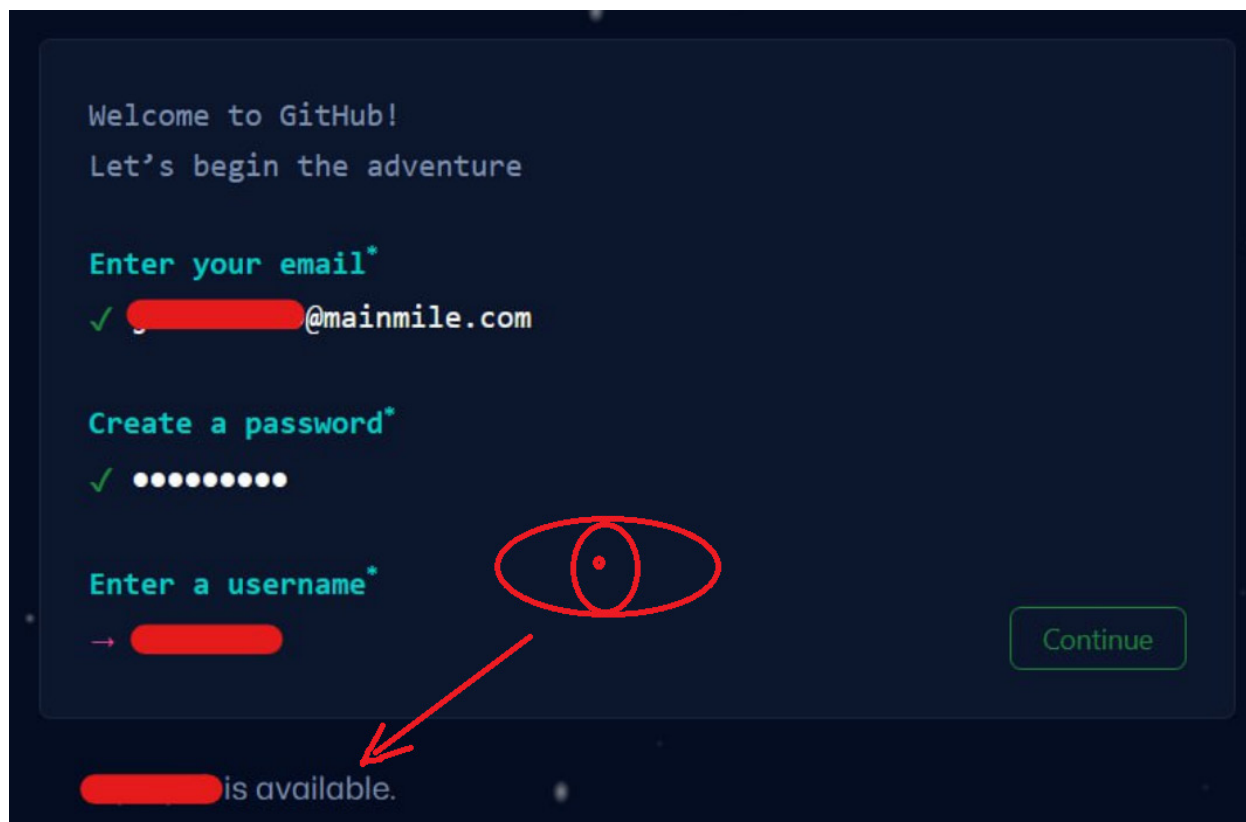 Welcome to GitHub!
Let’s begin the adventure
Enter your email*
✓ @mainmile.com
Create a password*
✓ •••••••••
Enter a username*
→
Continue
is available.